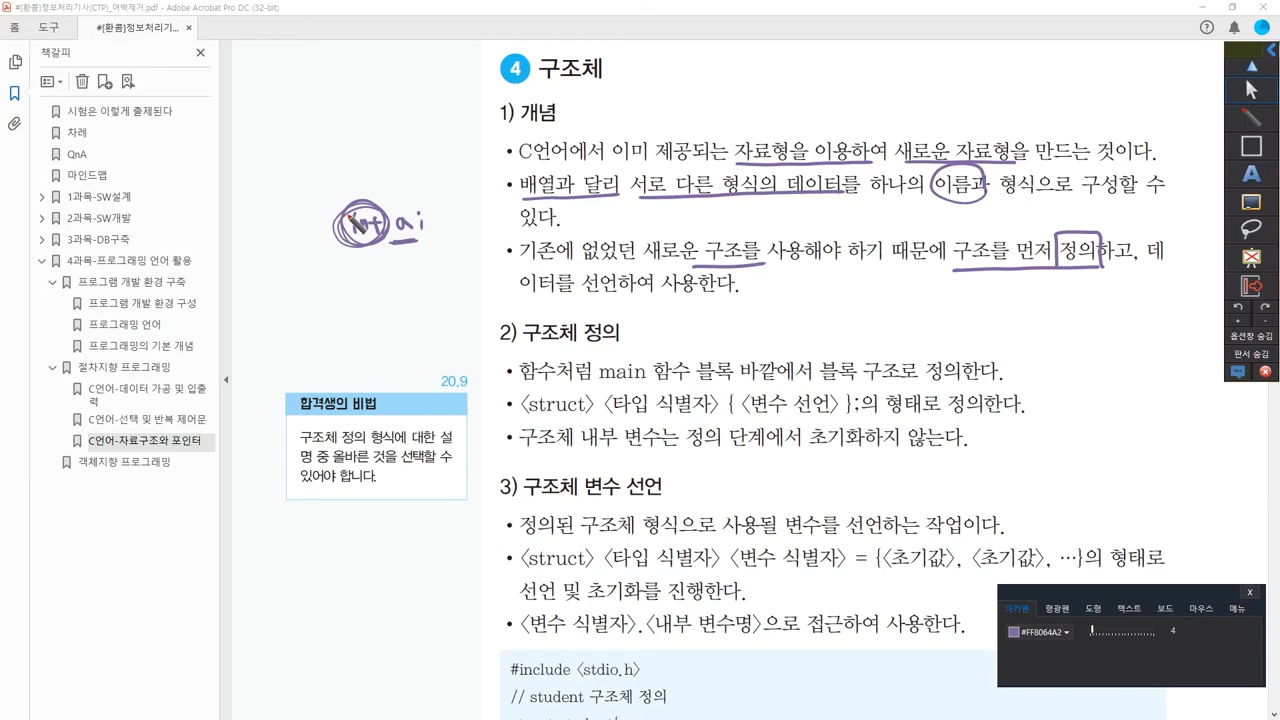 #[환콤]정보처리기사(CTP)_여백제거.pdf - Adobe Acrobat Pro DC (32-bit)
홈 도구 #[환콤]정보처리기... ×
책갈피
시험은 이렇게 출제된다
차례
QnA
마인드맵
1과목-SW설계
2과목-SW개발
3과목-DB구축
4과목-프로그래밍 언어 활용
프로그램 개발 환경 구축
프로그램 개발 환경 구성
프로그래밍 언어
프로그래밍의 기본 개념
절차지향 프로그래밍
C언어-데이터 가공 및 입출
력
C언어-선택 및 반복 제어문
C언어-자료구조와 포인터
객체지향 프로그래밍
int a;
20.9
합격생의 비법
구조체 정의 형식에 대한 설
명 중 올바른 것을 선택할 수
있어야 합니다.
4 구조체
1) 개념
• C언어에서 이미 제공되는 자료형을 이용하여 새로운 자료형을 만드는 것이다.
• 배열과 달리 서로 다른 형식의 데이터를 하나의 이름과 형식으로 구성할 수
있다.
• 기존에 없었던 새로운 구조를 사용해야 하기 때문에 구조를 먼저 정의하고, 데
이터를 선언하여 사용한다.
2) 구조체 정의
• 함수처럼 main 함수 블록 바깥에서 블록 구조로 정의한다.
• 〈struct〉 〈타입 식별자〉 { 〈변수 선언〉 };의 형태로 정의한다.
• 구조체 내부 변수는 정의 단계에서 초기화하지 않는다.
3) 구조체 변수 선언
• 정의된 구조체 형식으로 사용될 변수를 선언하는 작업이다.
• 〈struct〉 〈타입 식별자〉 〈변수 식별자〉 = {〈초기값〉, 〈초기값〉, …}의 형태로
선언 및 초기화를 진행한다.
• 〈변수 식별자〉.〈내부 변수명〉으로 접근하여 사용한다.
#include 〈stdio.h〉
// student 구조체 정의
A
옵션창 숨김
판서 숨김
X
마커펜 형광펜 도형 텍스트 보드 마우스 메뉴
#FF8064A2 4